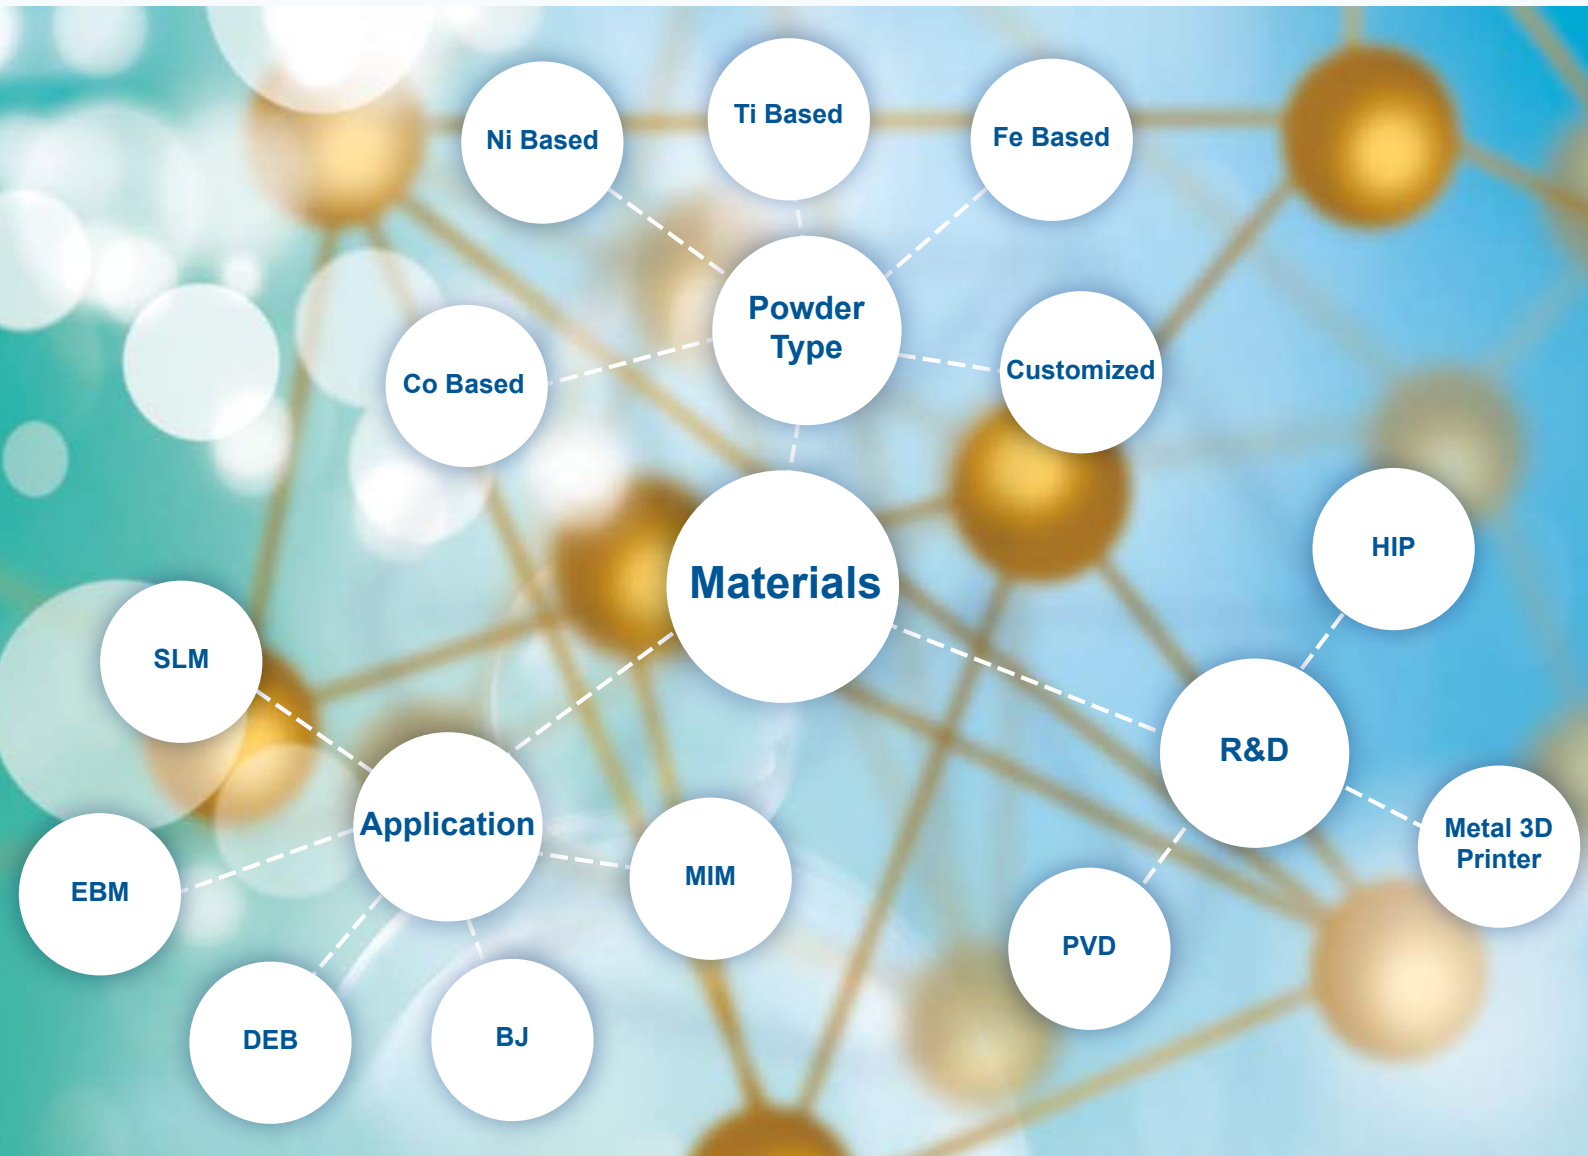 Ti Based
Ni Based
Fe Based
Powder
Type
Customized
Co Based
HIP
Materials
SLM
R&D
Application
Metal 3D
Printer
MIM
EBM
PVD
DEB
BJ